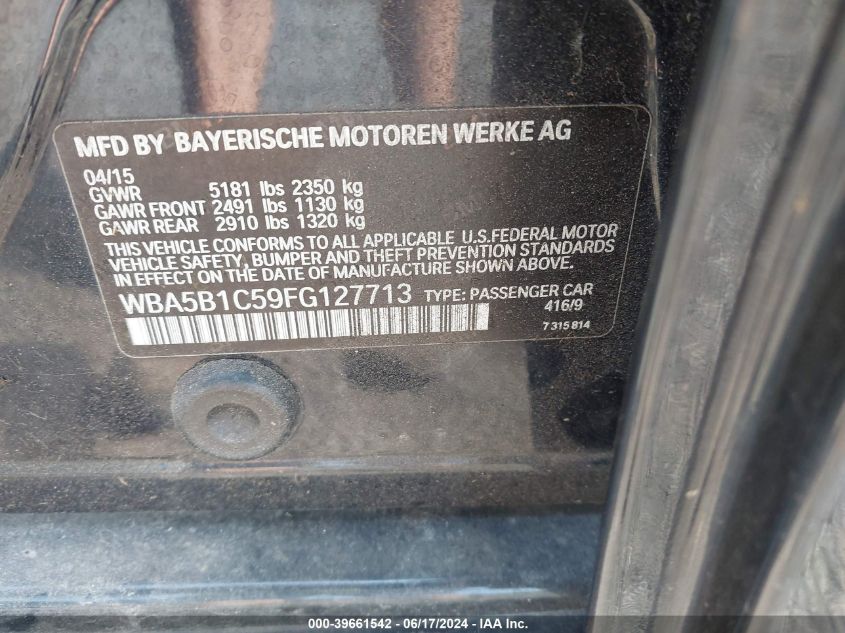 MFD BY BAYERISCHE MOTOREN WERKE AG
04/15
GVWR 5181 lbs 2350 kg
GAWR FRONT 2491 lbs 1130 kg
GAWR REAR 2910 lbs 1320 kg
THIS VEHICLE CONFORMS TO ALL APPLICABLE U.S.FEDERAL MOTOR
VEHICLE SAFETY, BUMPER AND THEFT PREVENTION STANDARDS
IN EFFECT ON THE DATE OF MANUFACTURE SHOWN ABOVE.
WBA5B1C59FG127713 TYPE: PASSENGER CAR
416/9
7 315 814
000-39661542 - 06/17/2024 - IAA, Inc.